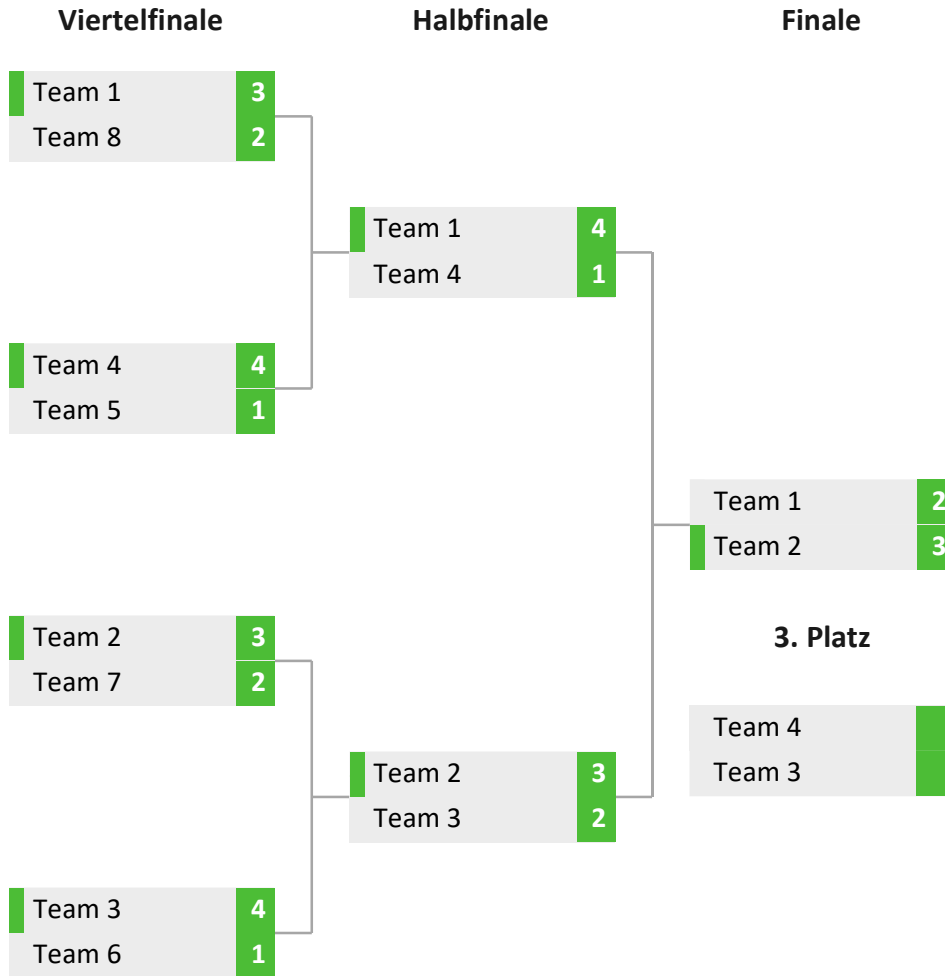 Viertelfinale Halbfinale Finale
Team 1 3
Team 8 2
Team 1 4
Team 4 1
Team 4 4
Team 5 1
Team 1 2
Team 2 3
Team 2 3
Team 7 2
3. Platz
Team 4
Team 3
Team 2 3
Team 3 2
Team 3 4
Team 6 1